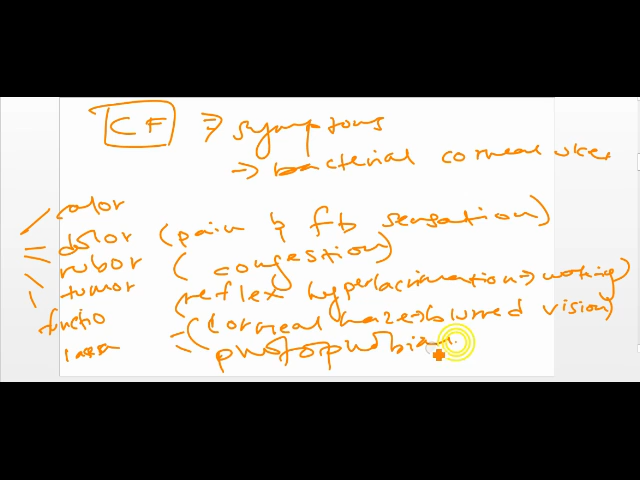 CF => symptoms
-> bacterial corneal ulcer
calor
dolor (pain & fb sensation)
rubor (congestion)
tumor (reflex hyperlacrimation ->
functio (corneal haze -> blurred vision)
laesa photophobia